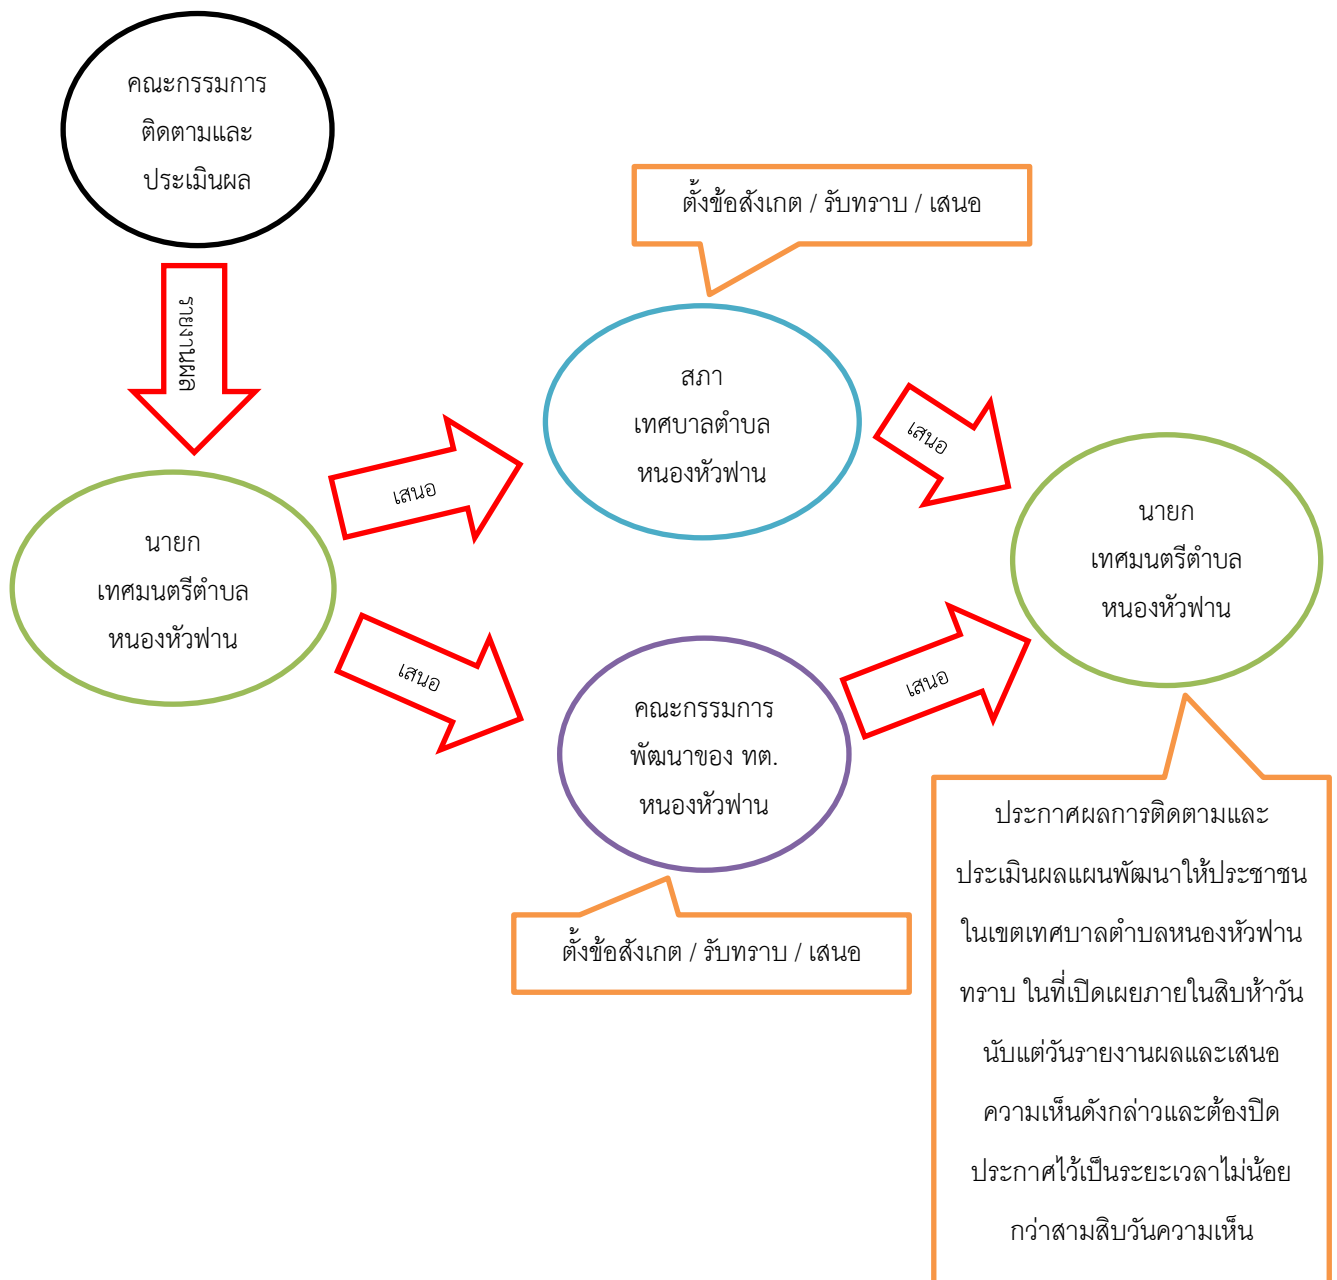 คณะกรรมการ
ติดตามและ
ประเมินผล
รายงานผล
นายก
เทศมนตรีตำบล
หนองหัวฟาน
เสนอ
เสนอ
ตั้งข้อสังเกต / รับทราบ / เสนอ
สภา
เทศบาลตำบล
หนองหัวฟาน
คณะกรรมการ
พัฒนาของ ทต.
หนองหัวฟาน
ตั้งข้อสังเกต / รับทราบ / เสนอ
เสนอ
เสนอ
นายก
เทศมนตรีตำบล
หนองหัวฟาน
ประกาศผลการติดตามและ
ประเมินผลแผนพัฒนาให้ประชาชน
ในเขตเทศบาลตำบลหนองหัวฟาน
ทราบ ในที่เปิดเผยภายในสิบห้าวัน
นับแต่วันรายงานผลและเสนอ
ความเห็นดังกล่าวและต้องปิด
ประกาศไว้เป็นระยะเวลาไม่น้อย
กว่าสามสิบวันความเห็น